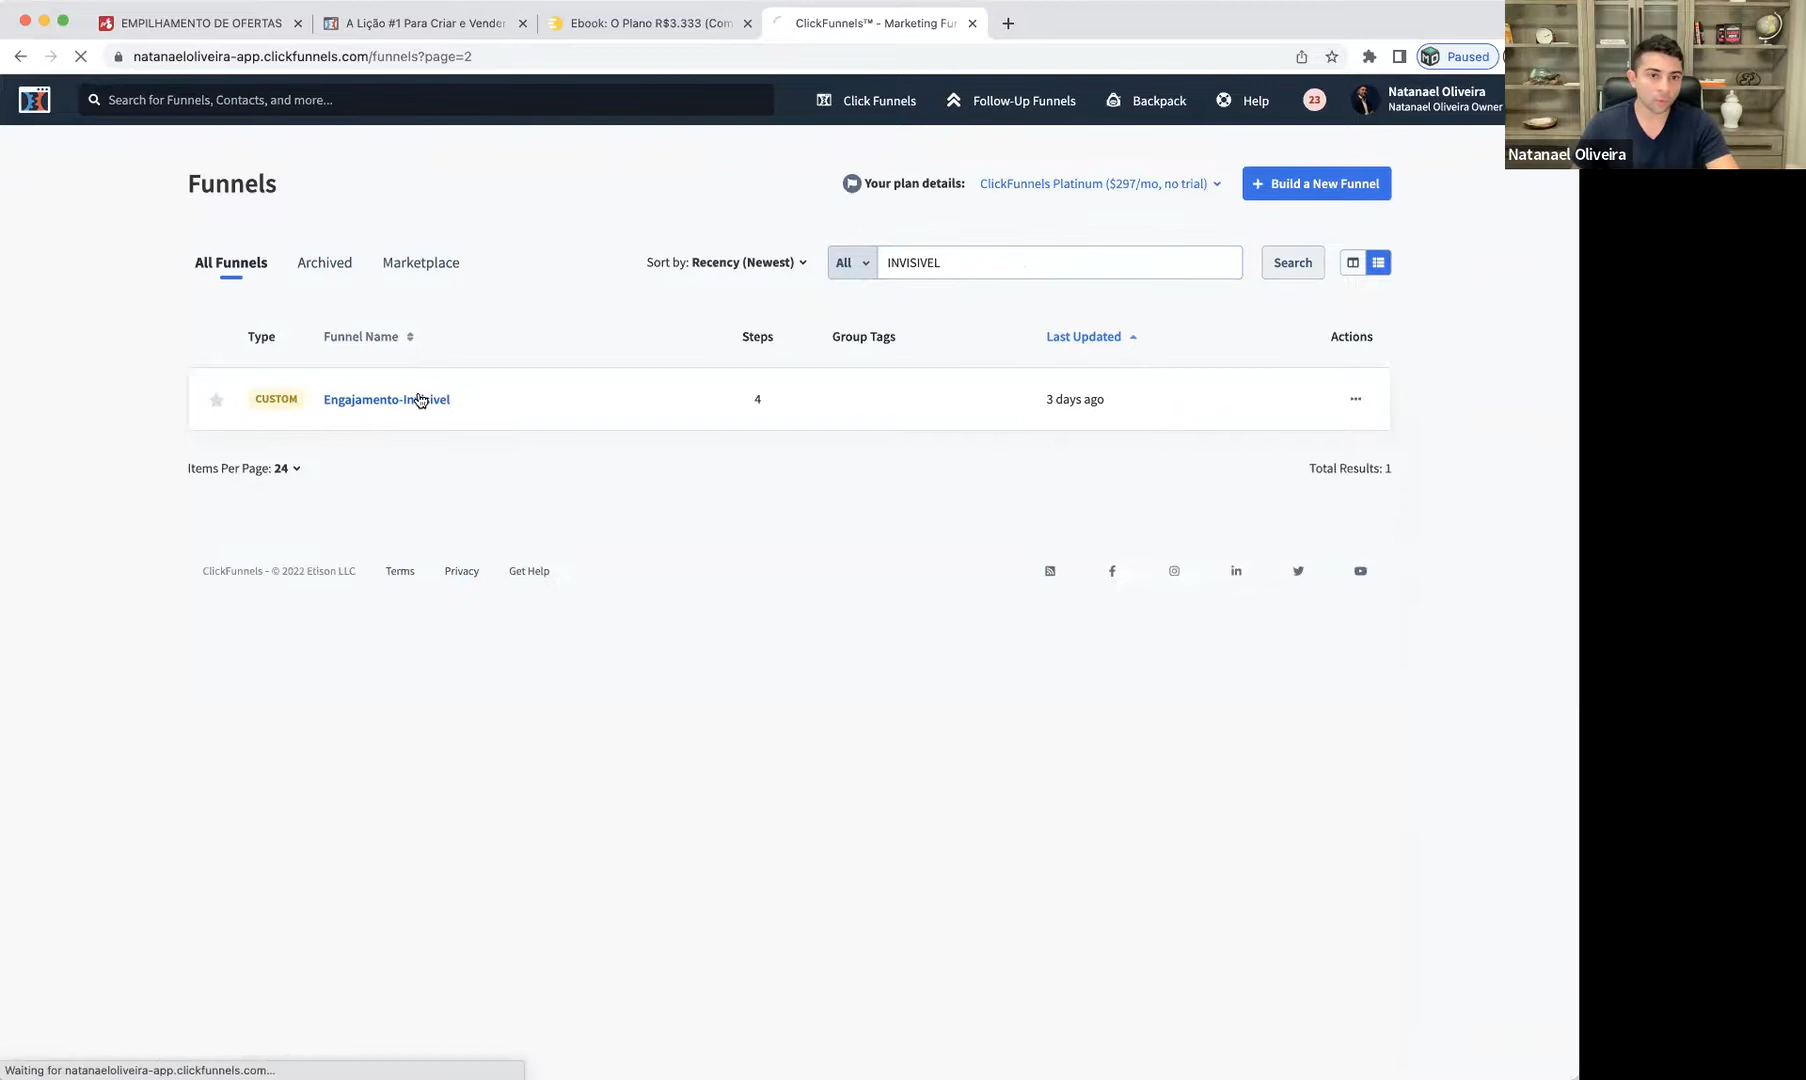 EMPILHAMENTO DE OFERTAS
A Lição #1 Para Criar e Vender
Ebook: O Plano R$3.333 (Com
ClickFunnels™ - Marketing Fun
natanaeloliveira-app.clickfunnels.com/funnels?page=2
Paused
Search for Funnels, Contacts, and more...
Click Funnels
Follow-Up Funnels
Backpack
Help
23
Natanael Oliveira
Natanael Oliveira Owner
Natanael Oliveira
Funnels
Your plan details:
ClickFunnels Platinum ($297/mo, no trial)
+ Build a New Funnel
All Funnels
Archived
Marketplace
Sort by: Recency (Newest)
All
INVISIVEL
Search
Type
Funnel Name
Steps
Group Tags
Last Updated
Actions
CUSTOM
Engajamento-Invisivel
4
3 days ago
Items Per Page: 24
Total Results: 1
ClickFunnels - © 2022 Etison LLC
Terms
Privacy
Get Help
Waiting for natanaeloliveira-app.clickfunnels.com...